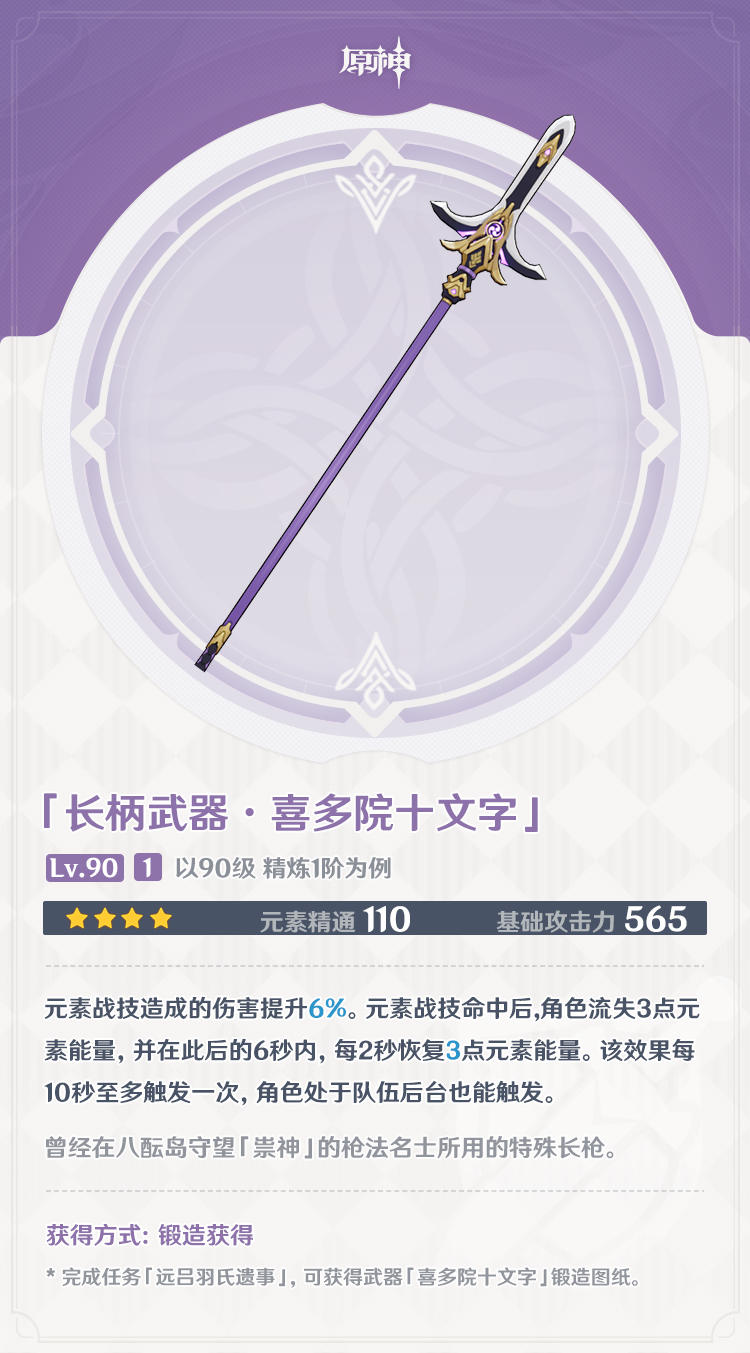 原神
「长柄武器·喜多院十文字」
Lv.90 1 以90级 精炼1阶为例
元素精通 110 基础攻击力 565
元素战技造成的伤害提升6%。元素战技命中后,角色流失3点元
素能量，并在此后的6秒内，每2秒恢复3点元素能量。该效果每
10秒至多触发一次，角色处于队伍后台也能触发。
曾经在八酝岛守望「祟神」的枪法名士所用的特殊长枪。
获得方式: 锻造获得
* 完成任务「远吕羽氏遗事」，可获得武器「喜多院十文字」锻造图纸。